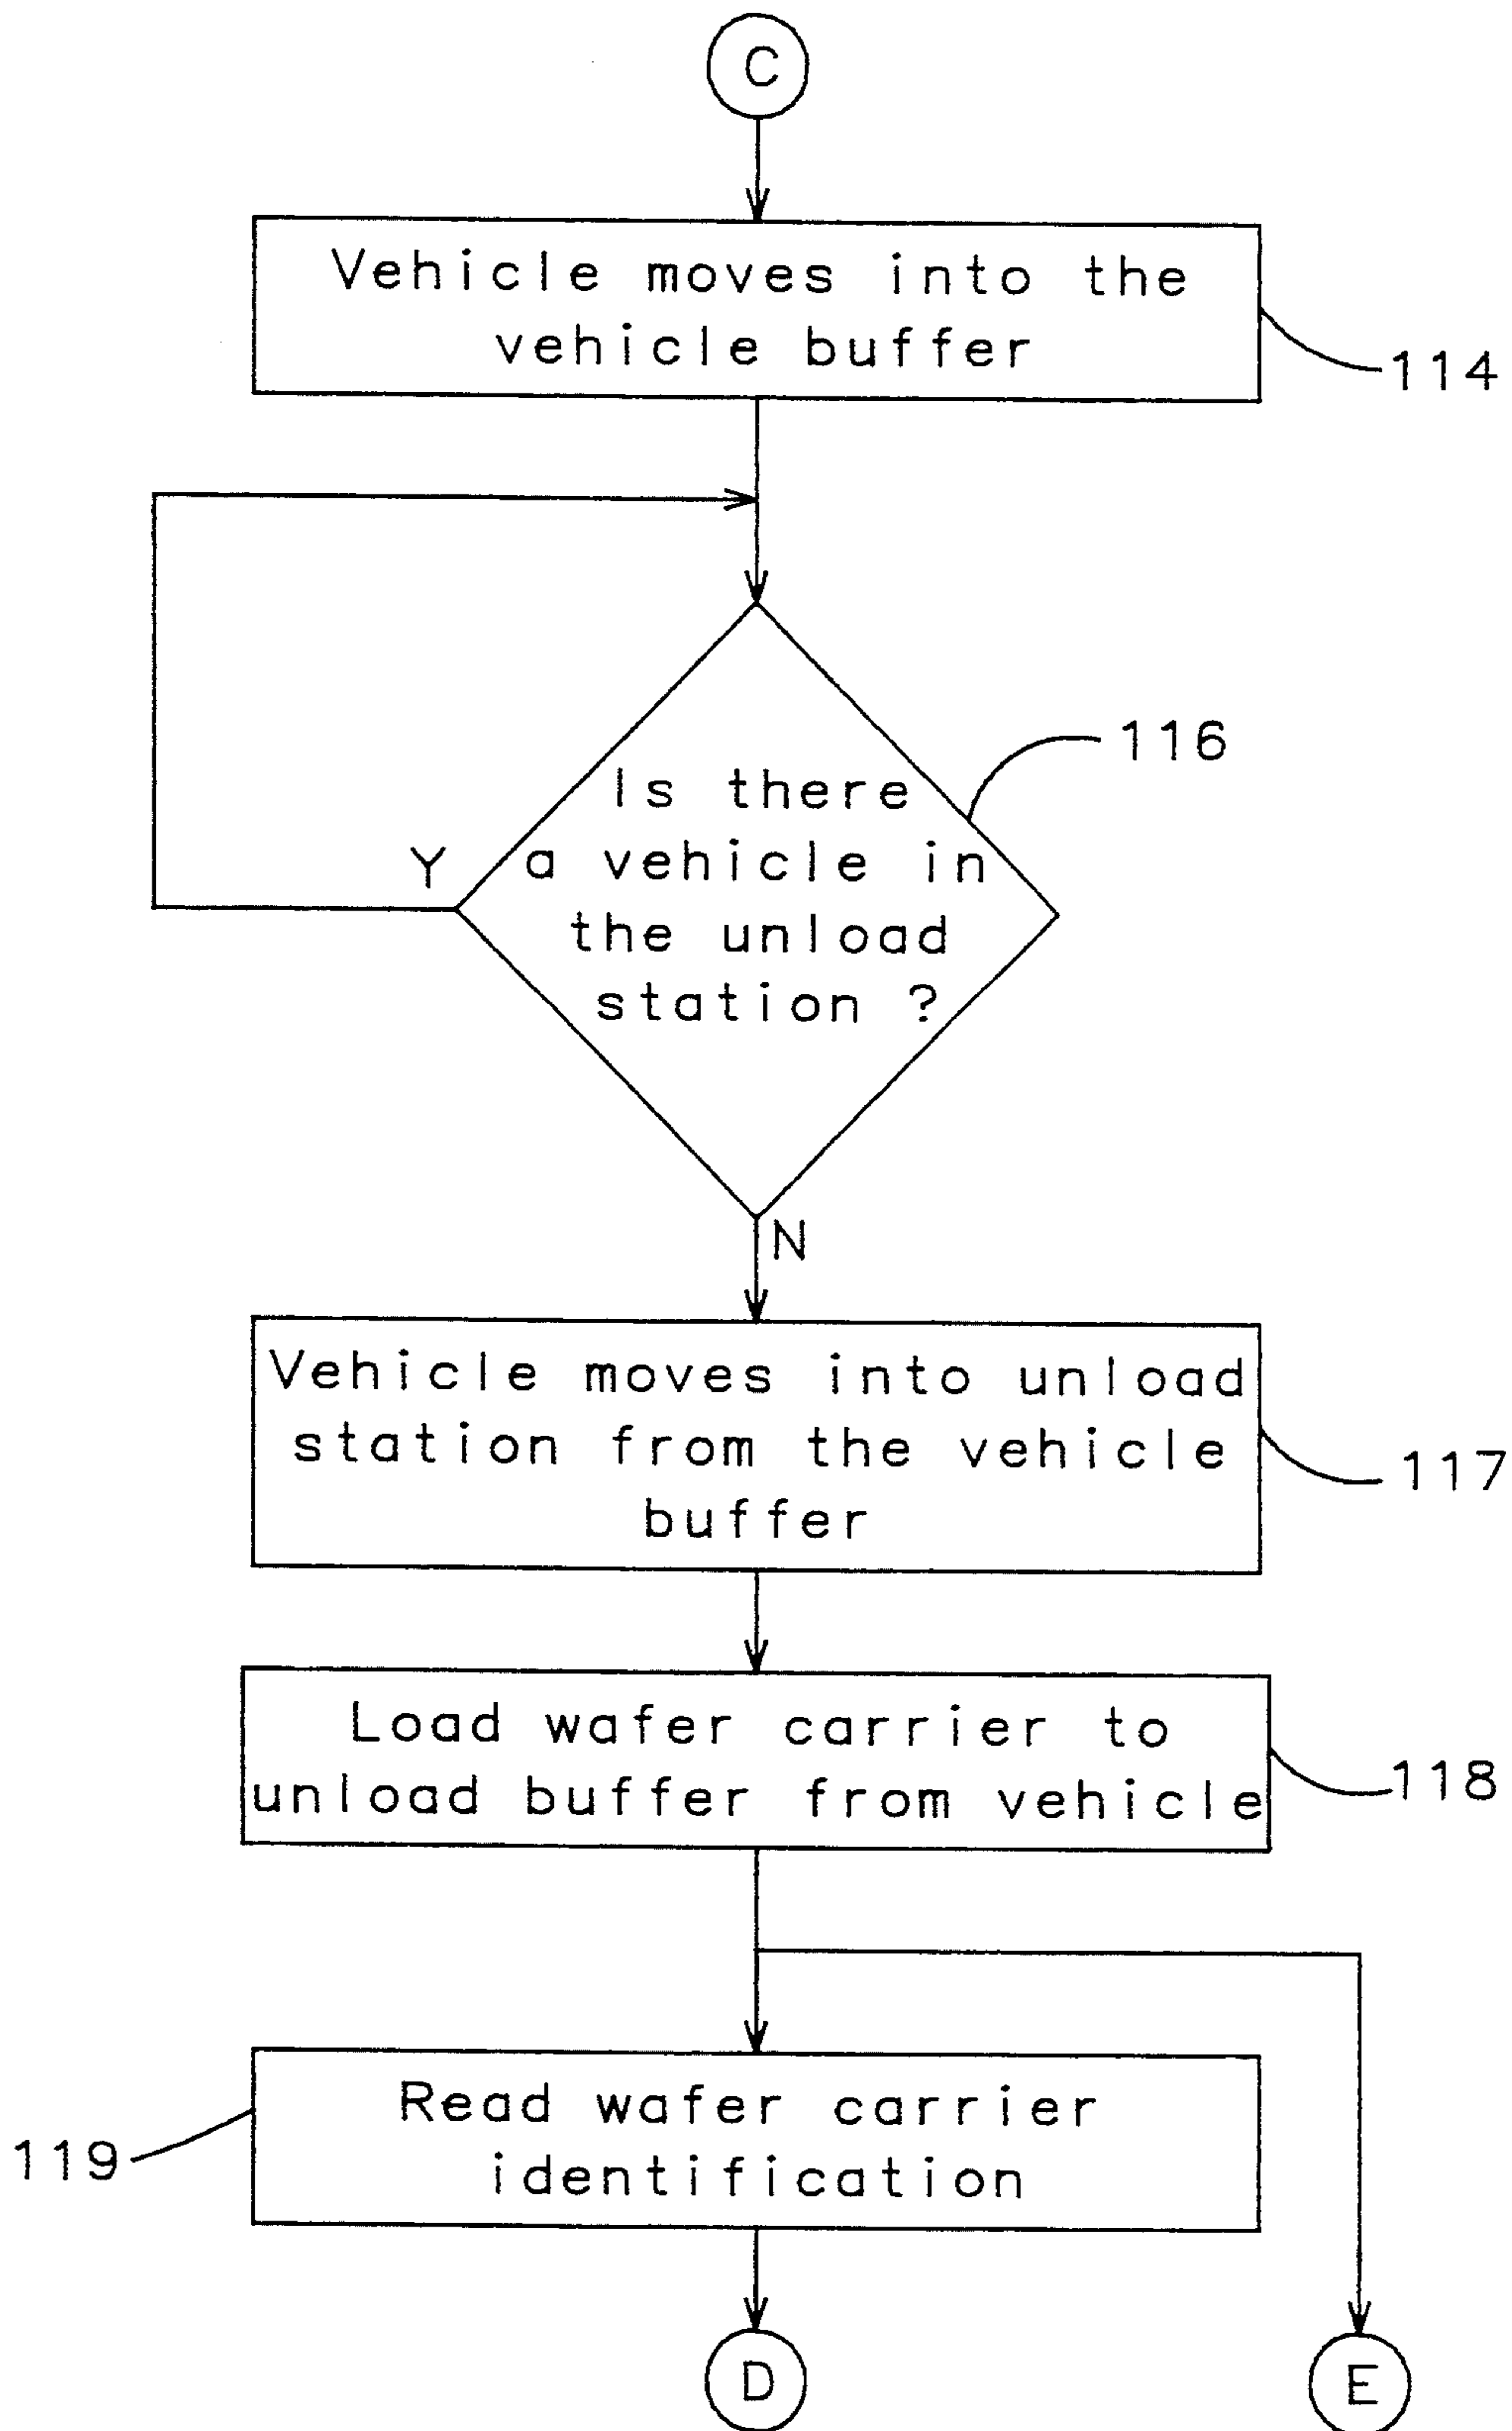 C
Vehicle moves into the
vehicle buffer
114
116
Is there
Y
a vehicle in
the unload
station ?
N
Vehicle moves into unload
station from the vehicle
buffer
117
Load wafer carrier to
unload buffer from vehicle
118
Read wafer carrier
identification
119
D
E